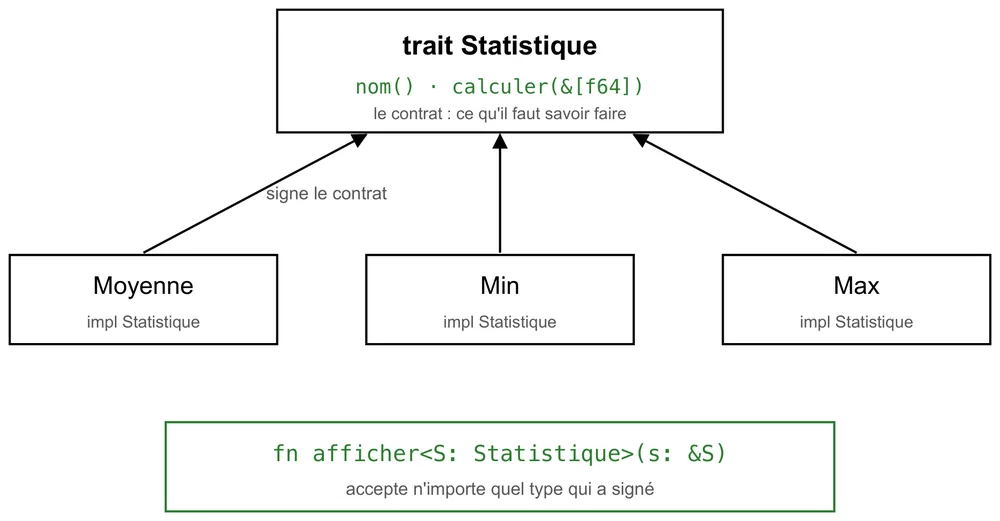 trait Statistique
nom() · calculer(&[f64])
le contrat : ce qu'il faut savoir faire
signe le contrat
Moyenne
impl Statistique
Min
impl Statistique
Max
impl Statistique
fn afficher<S: Statistique>(s: &S)
accepte n'importe quel type qui a signé